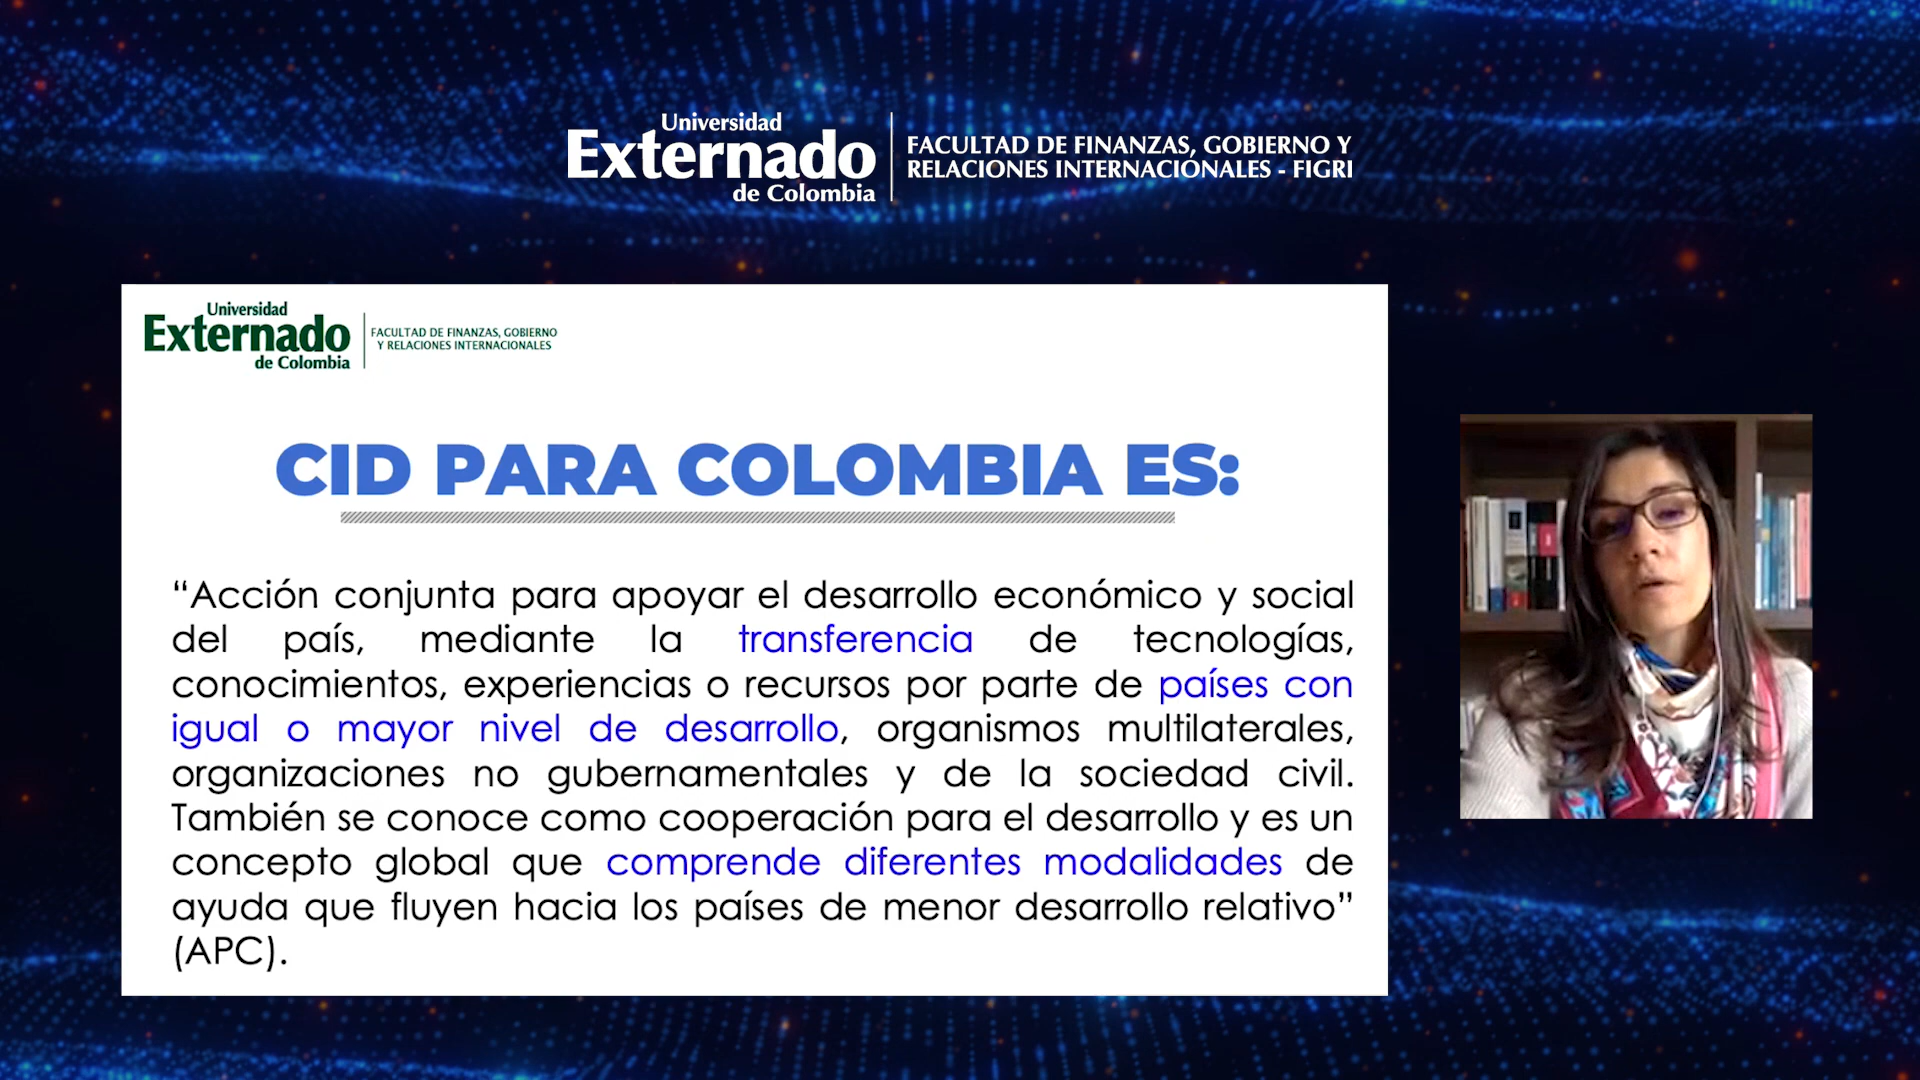 Universidad
Externado
de Colombia
FACULTAD DE FINANZAS, GOBIERNO Y
RELACIONES INTERNACIONALES - FIGRI
Universidad
Externado
de Colombia
FACULTAD DE FINANZAS, GOBIERNO
Y RELACIONES INTERNACIONALES
CID PARA COLOMBIA ES:
“Acción conjunta para apoyar el desarrollo económico y social
del país, mediante la transferencia de tecnologías,
conocimientos, experiencias o recursos por parte de países con
igual o mayor nivel de desarrollo, organismos multilaterales,
organizaciones no gubernamentales y de la sociedad civil.
También se conoce como cooperación para el desarrollo y es un
concepto global que comprende diferentes modalidades de
ayuda que fluyen hacia los países de menor desarrollo relativo”
(APC).